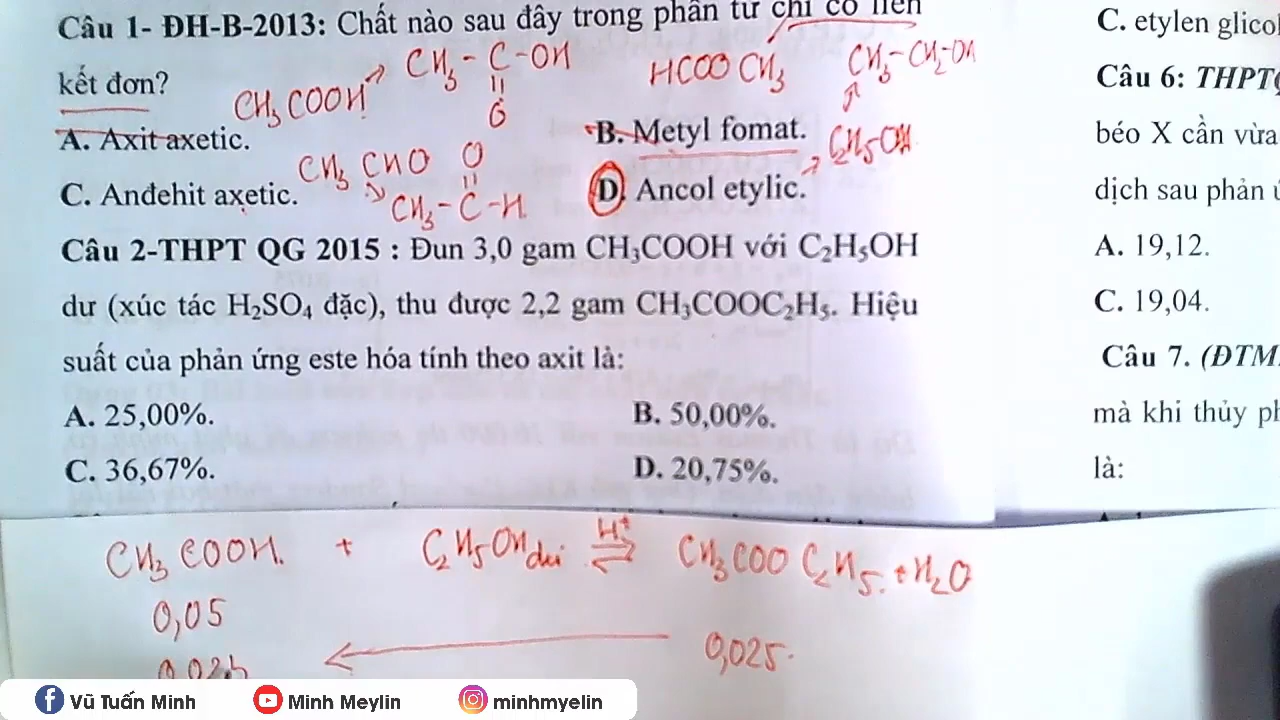 Câu 1- ĐH-B-2013: Chất nào sau đây trong phân tử chỉ có liên
kết đơn?
CH3COOH
CH3-C-OH
O
HCOOCH3
CH3-CH2-OH
A. Axit axetic.
B. Metyl fomat.
C2H5OH
C. Anđehit axetic.
CH3CHO
O
CH3-C-H
D. Ancol etylic.
Câu 2-THPT QG 2015 : Đun 3,0 gam CH3COOH với C2H5OH
dư (xúc tác H2SO4 đặc), thu được 2,2 gam CH3COOC2H5. Hiệu
suất của phản ứng este hóa tính theo axit là:
A. 25,00%.
B. 50,00%.
C. 36,67%.
D. 20,75%.
CH3COOH. + C2H5OH dư ⇌ CH3COOC2H5. + H2O
H+
0,05
0,025 ← 0,025.
C. etylen glico
Câu 6: THPT
béo X cần vừa
dịch sau phản
A. 19,12.
C. 19,04.
Câu 7. (ĐTM
mà khi thủy ph
là:
Vũ Tuấn Minh
Minh Meylin
minhmyelin